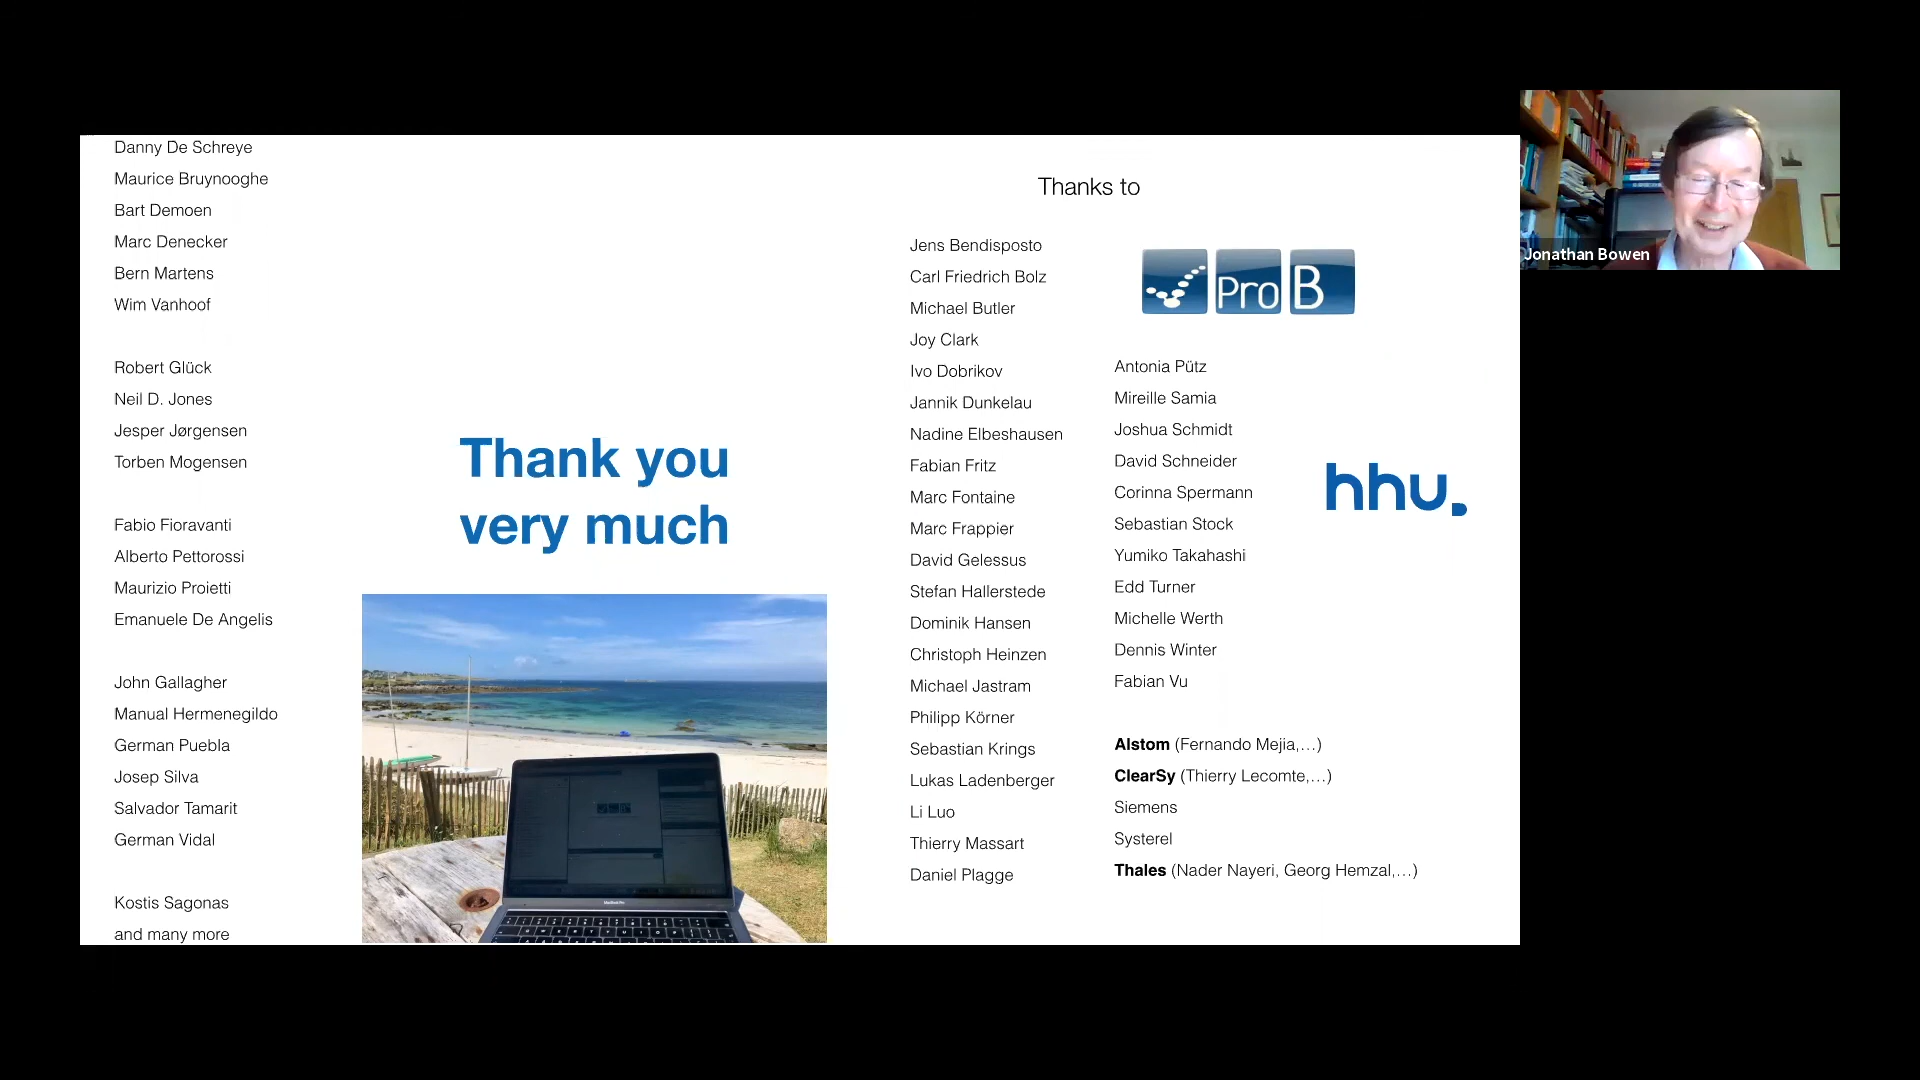 Danny De Schreye
Maurice Bruynooghe
Bart Demoen
Marc Denecker
Bern Martens
Wim Vanhoof
Robert Glück
Neil D. Jones
Jesper Jørgensen
Torben Mogensen
Fabio Fioravanti
Alberto Pettorossi
Maurizio Proietti
Emanuele De Angelis
John Gallagher
Manual Hermenegildo
German Puebla
Josep Silva
Salvador Tamarit
German Vidal
Kostis Sagonas
and many more
Thank you
very much
MacBook Pro
Thanks to
Jens Bendisposto
Carl Friedrich Bolz
Michael Butler
Joy Clark
Ivo Dobrikov
Jannik Dunkelau
Nadine Elbeshausen
Fabian Fritz
Marc Fontaine
Marc Frappier
David Gelessus
Stefan Hallerstede
Dominik Hansen
Christoph Heinzen
Michael Jastram
Philipp Körner
Sebastian Krings
Lukas Ladenberger
Li Luo
Thierry Massart
Daniel Plagge
Pro B
Antonia Pütz
Mireille Samia
Joshua Schmidt
David Schneider
Corinna Spermann
Sebastian Stock
Yumiko Takahashi
Edd Turner
Michelle Werth
Dennis Winter
Fabian Vu
hhu.
Alstom (Fernando Mejia,...)
ClearSy (Thierry Lecomte,...)
Siemens
Systerel
Thales (Nader Nayeri, Georg Hemzal,...)
Jonathan Bowen